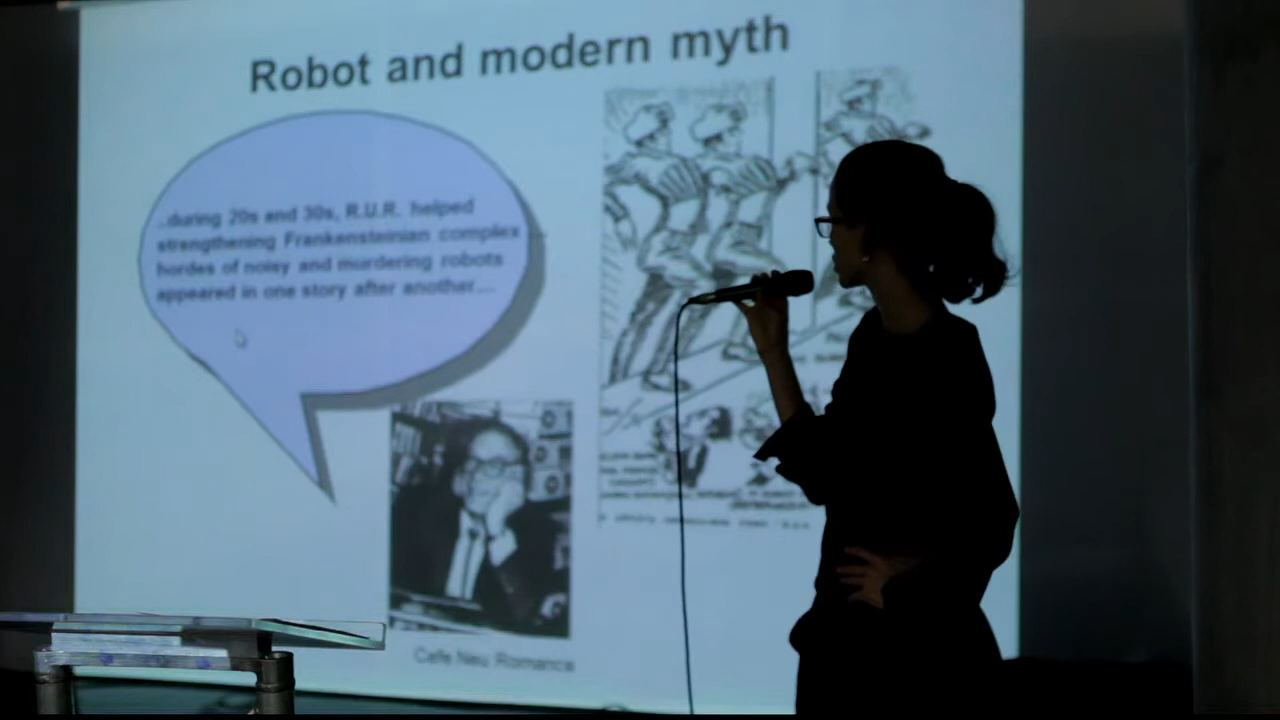 Robot and modern myth
..during 20s and 30s, R.U.R. helped
strengthening Frankensteinian complex
hordes of noisy and murdering robots
appeared in one story after another....
Cafe Neu Romance